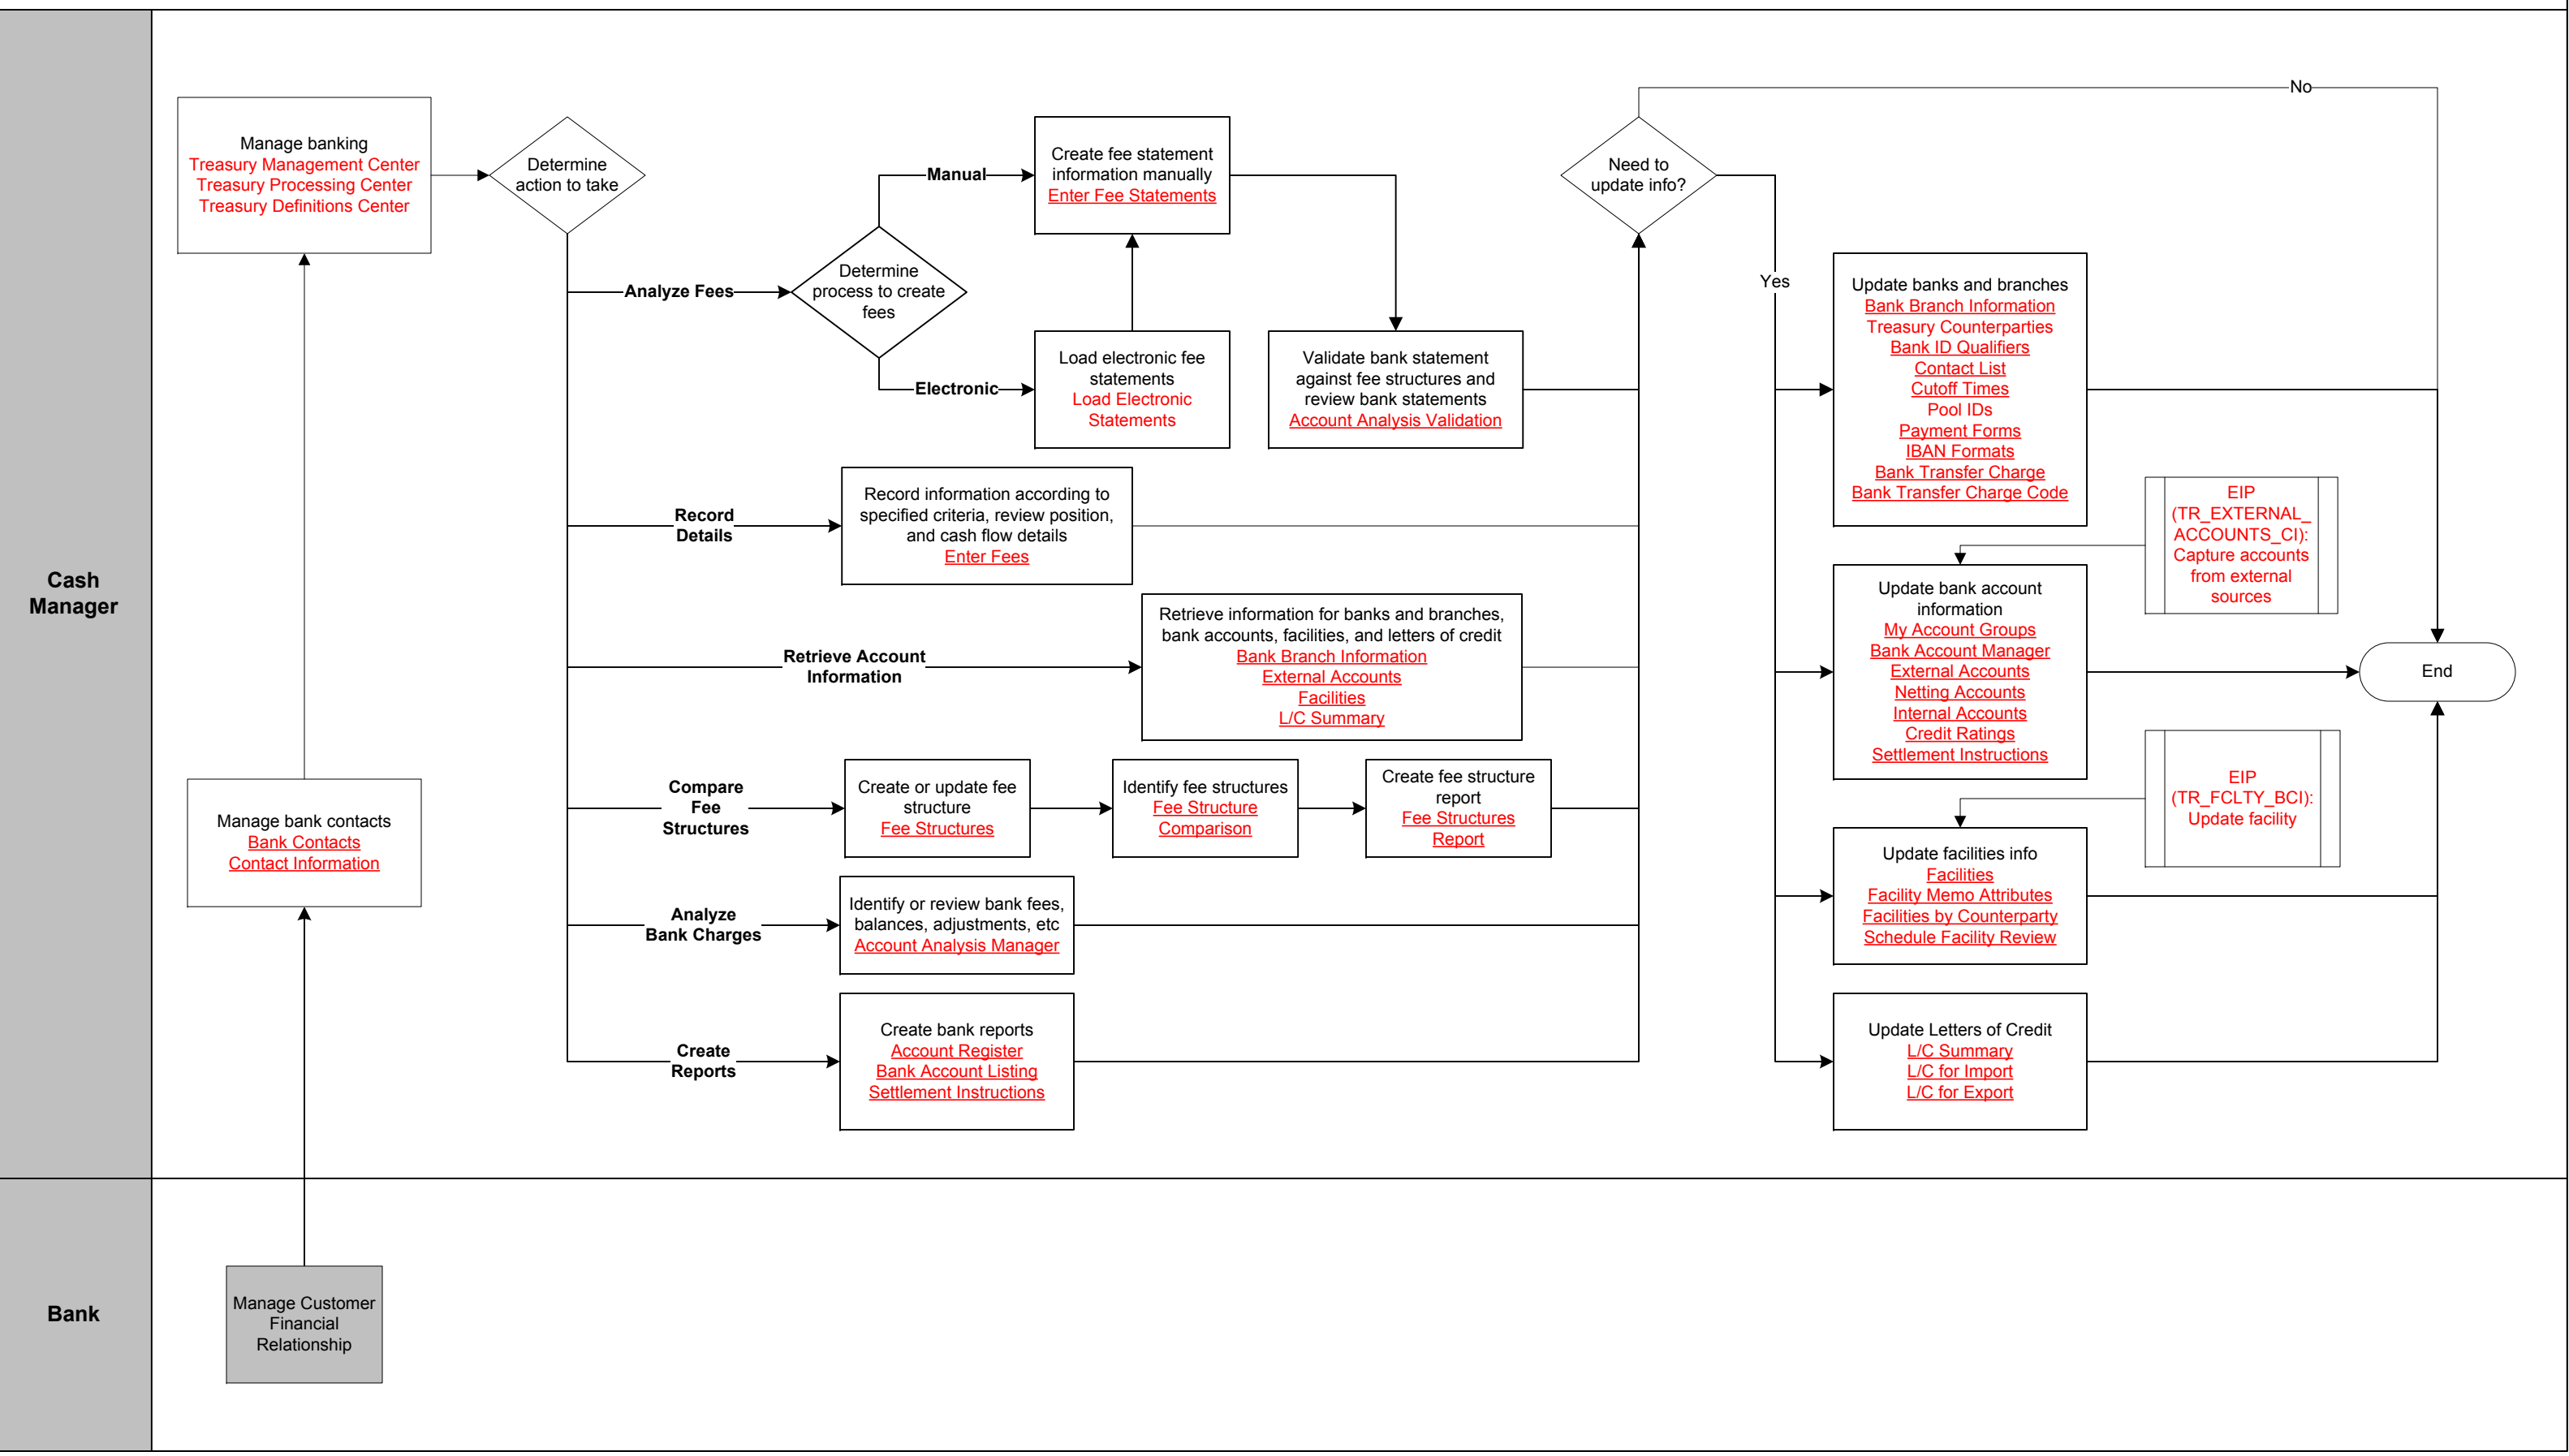 Cash
Manager
Manage banking
Treasury Management Center
Treasury Processing Center
Treasury Definitions Center
Determine
action to take
Manage bank contacts
Bank Contacts
Contact Information
Analyze Fees
Determine
process to create
fees
Manual
Create fee statement
information manually
Enter Fee Statements
Electronic
Load electronic fee
statements
Load Electronic
Statements
Validate bank statement
against fee structures and
review bank statements
Account Analysis Validation
Record
Details
Record information according to
specified criteria, review position,
and cash flow details
Enter Fees
Retrieve Account
Information
Retrieve information for banks and branches,
bank accounts, facilities, and letters of credit
Bank Branch Information
External Accounts
Facilities
L/C Summary
Compare
Fee
Structures
Create or update fee
structure
Fee Structures
Identify fee structures
Fee Structure
Comparison
Create fee structure
report
Fee Structures
Report
Analyze
Bank Charges
Identify or review bank fees,
balances, adjustments, etc
Account Analysis Manager
Create
Reports
Create bank reports
Account Register
Bank Account Listing
Settlement Instructions
Need to
update info?
No
Yes
Update banks and branches
Bank Branch Information
Treasury Counterparties
Bank ID Qualifiers
Contact List
Cutoff Times
Pool IDs
Payment Forms
IBAN Formats
Bank Transfer Charge
Bank Transfer Charge Code
EIP
(TR_EXTERNAL_
ACCOUNTS_CI):
Capture accounts
from external
sources
Update bank account
information
My Account Groups
Bank Account Manager
External Accounts
Netting Accounts
Internal Accounts
Credit Ratings
Settlement Instructions
End
EIP
(TR_FCLTY_BCI):
Update facility
Update facilities info
Facilities
Facility Memo Attributes
Facilities by Counterparty
Schedule Facility Review
Update Letters of Credit
L/C Summary
L/C for Import
L/C for Export
Bank
Manage Customer
Financial
Relationship